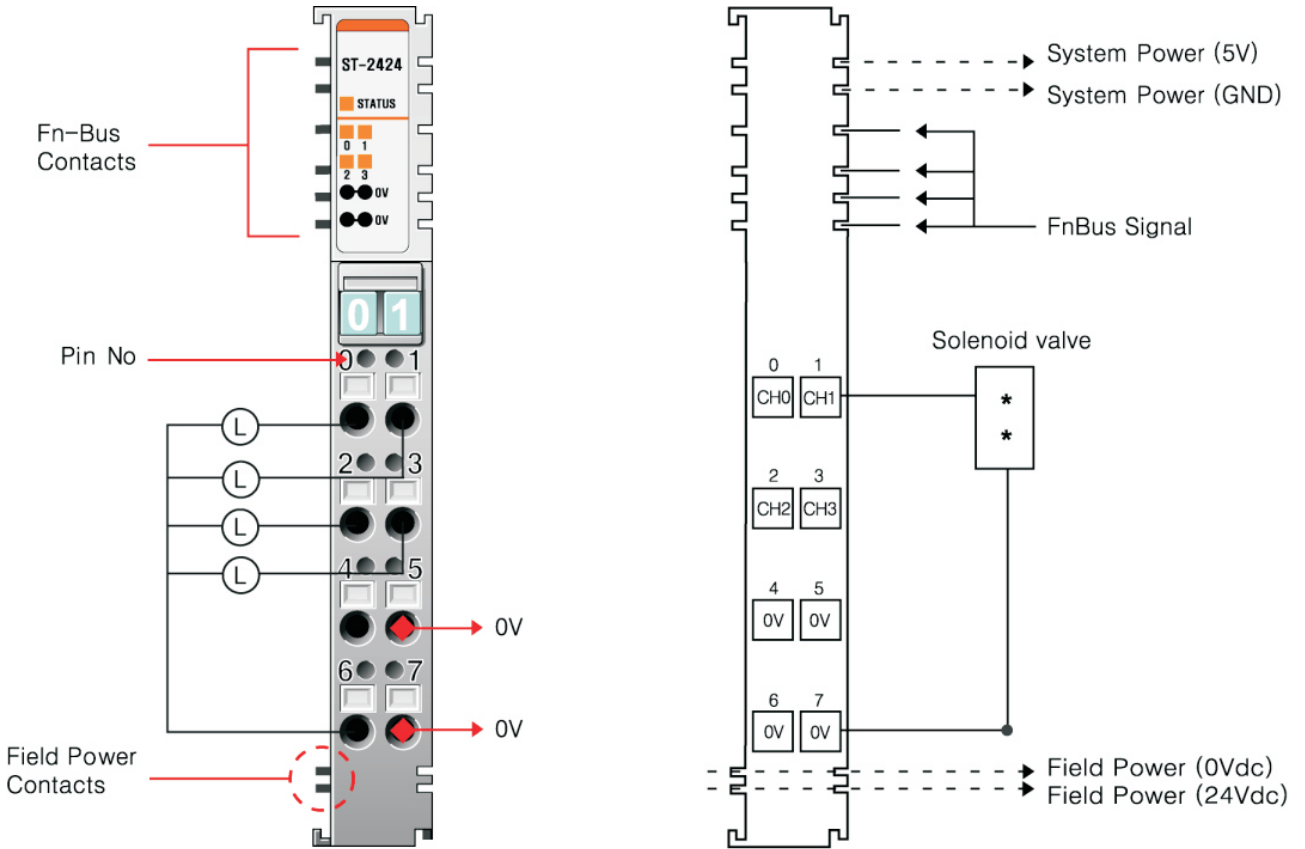 ST-2424
STATUS
0 1
2 3
0V
0V
Fn-Bus
Contacts
01
Pin No
0 1
L
2 3
L
L
4 5
L
0V
6 7
0V
Field Power
Contacts
System Power (5V)
System Power (GND)
FnBus Signal
Solenoid valve
0 1
CH0 CH1
* 
*
2 3
CH2 CH3
4 5
0V 0V
6 7
0V 0V
Field Power (0Vdc)
Field Power (24Vdc)